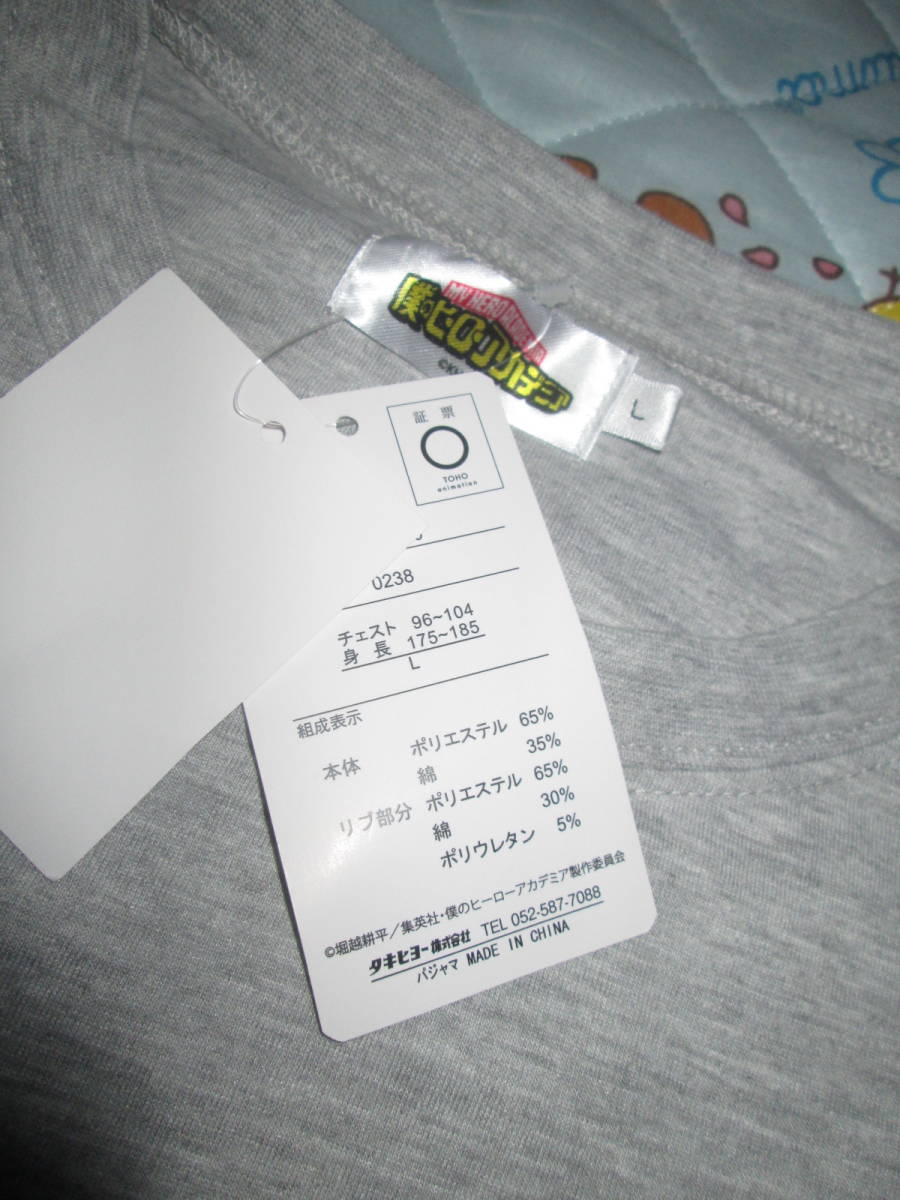 MY HERO
僕のヒーローアカデミア
L
証票
TOHO
animation
0238
チェスト 96~104
身長 175~185
L
組成表示
本体 ポリエステル 65%
綿 35%
リブ部分 ポリエステル 65%
綿 30%
ポリウレタン 5%
©堀越耕平/集英社・僕のヒーローアカデミア製作委員会
タキヒヨー株式会社 TEL 052-587-7088
パジャマ MADE IN CHINA